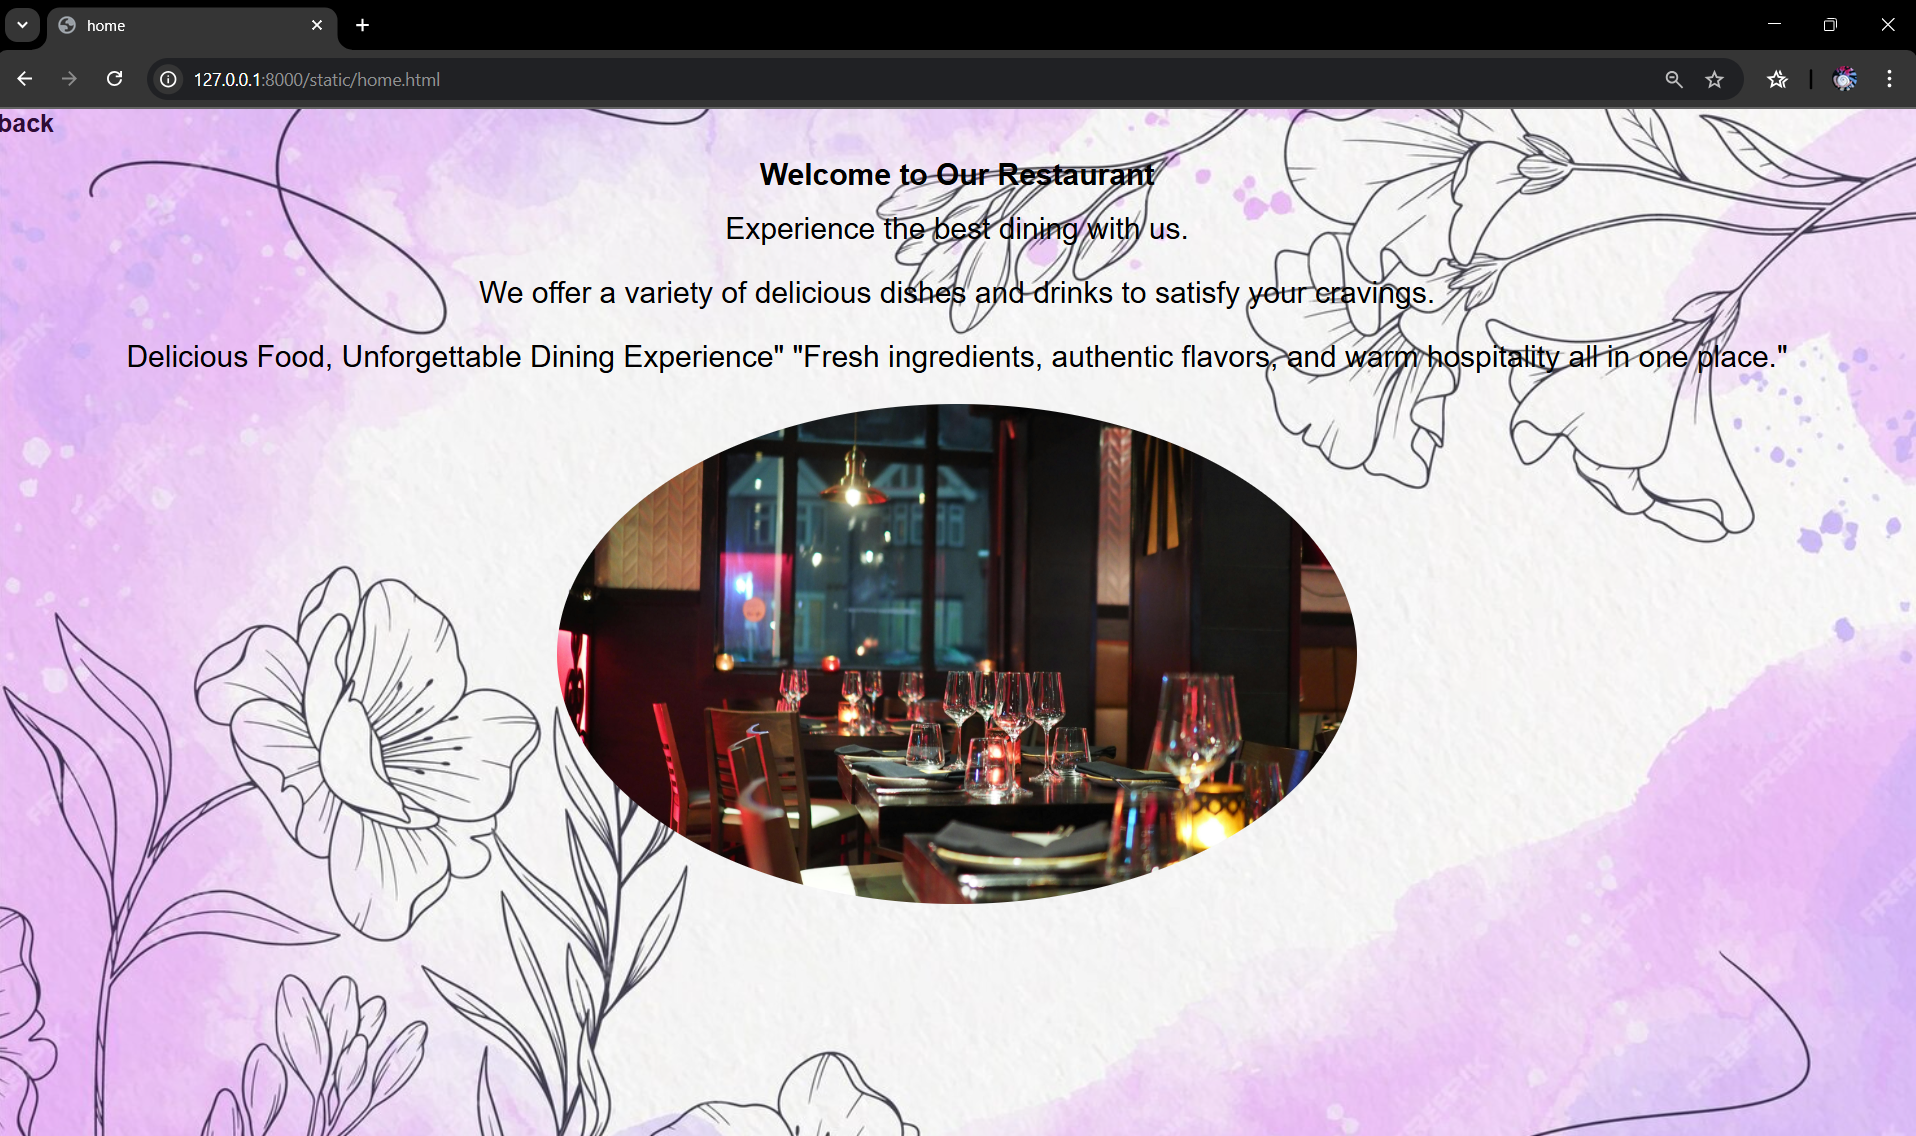 home
127.0.0.1:8000/static/home.html
back
Welcome to Our Restaurant
Experience the best dining with us.
We offer a variety of delicious dishes and drinks to satisfy your cravings.
Delicious Food, Unforgettable Dining Experience" "Fresh ingredients, authentic flavors, and warm hospitality all in one place."